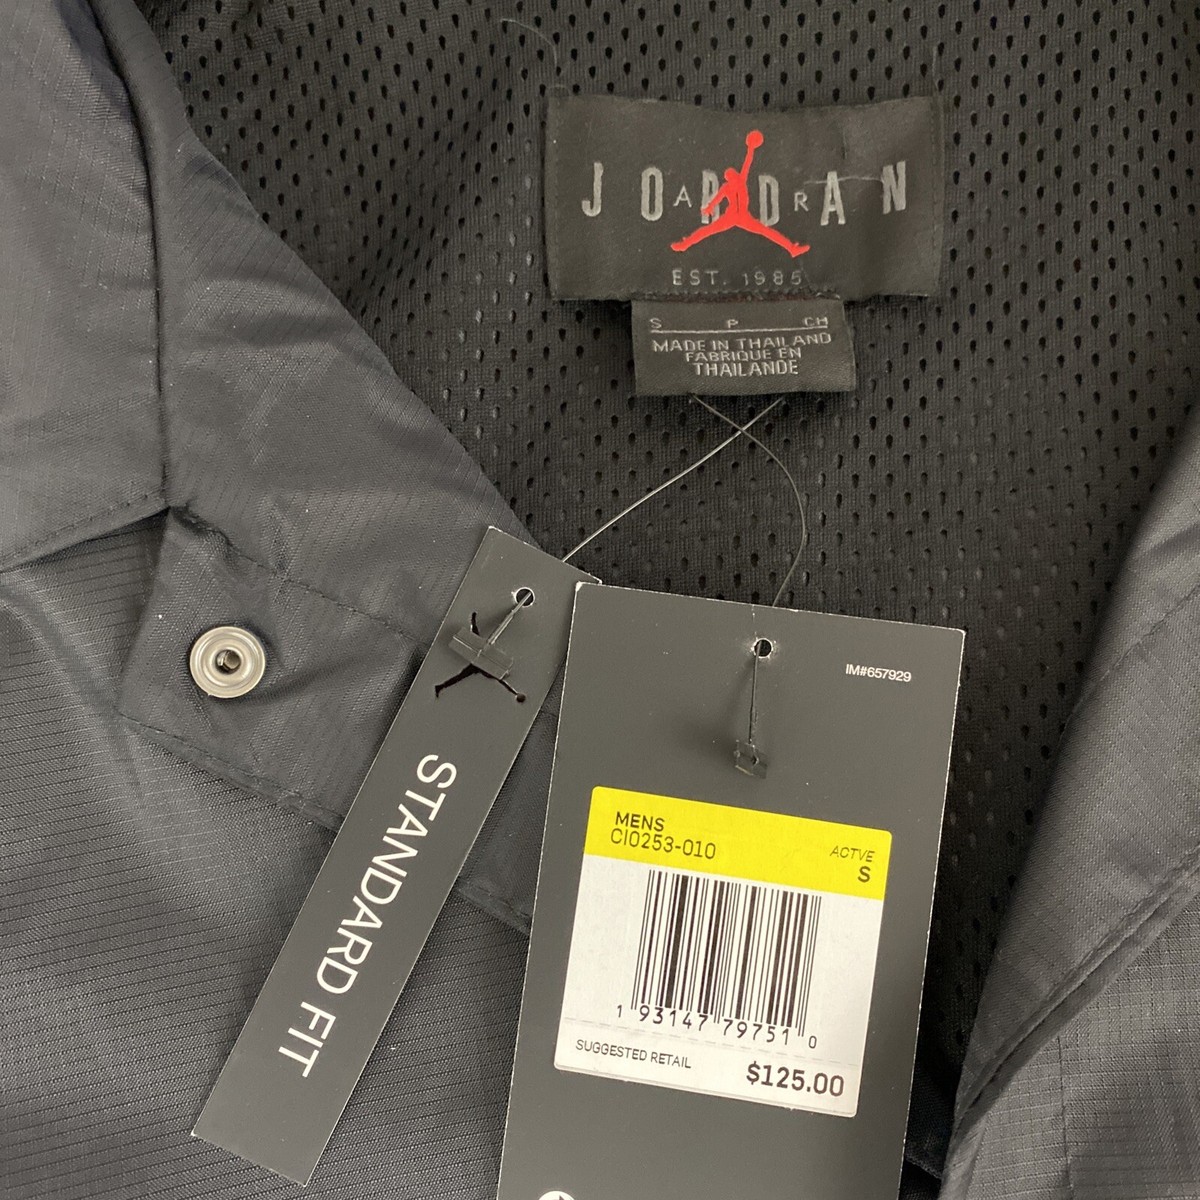 JORDAN
AIR
EST. 1985
S P CH
MADE IN THAILAND
FABRIQUE EN
THAILANDE
STANDARD FIT
IM#657929
MENS
CI0253-010
ACTVE
S
1 93147 79751 0
SUGGESTED RETAIL
$125.00